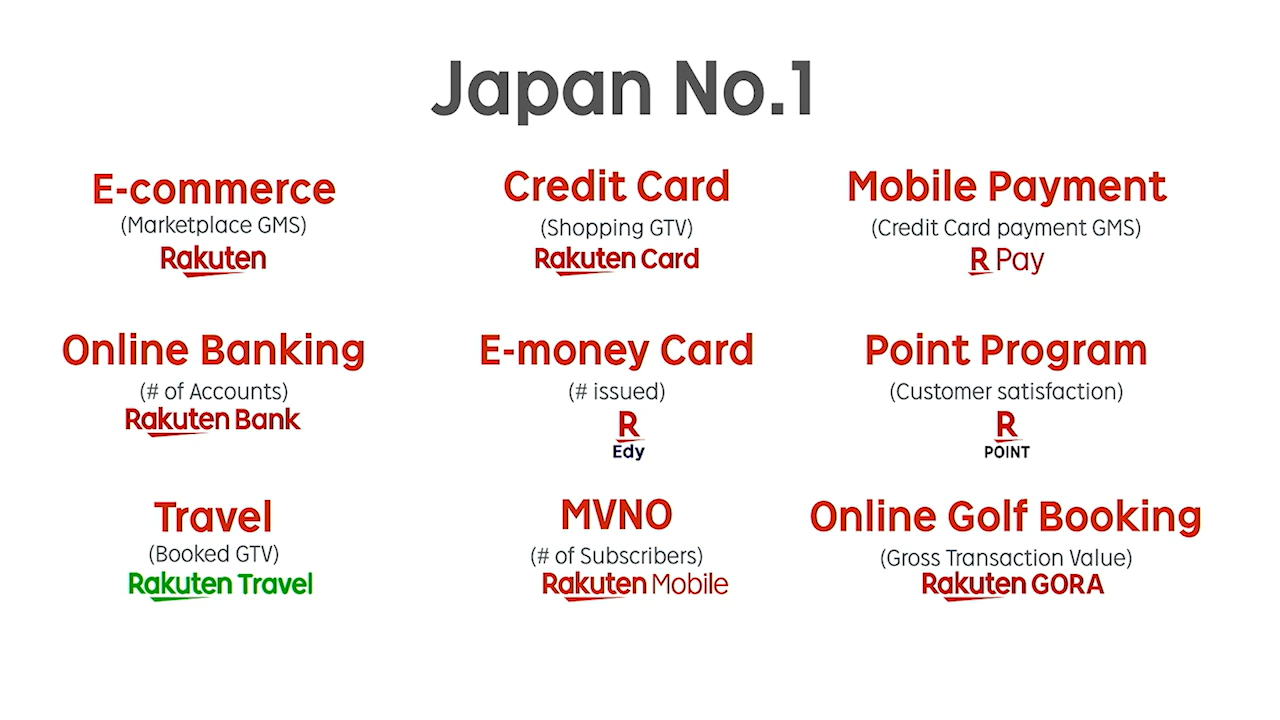 Japan No.1
E-commerce
(Marketplace GMS)
Rakuten
Credit Card
(Shopping GTV)
Rakuten Card
Mobile Payment
(Credit Card payment GMS)
R Pay
Online Banking
(# of Accounts)
Rakuten Bank
E-money Card
(# issued)
R
Edy
Point Program
(Customer satisfaction)
R
POINT
Travel
(Booked GTV)
Rakuten Travel
MVNO
(# of Subscribers)
Rakuten Mobile
Online Golf Booking
(Gross Transaction Value)
Rakuten GORA